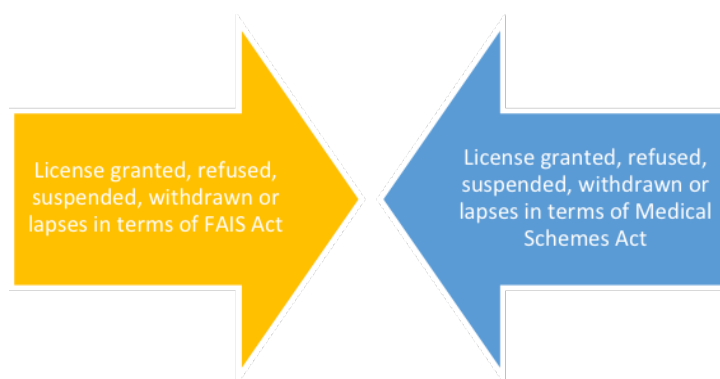 License granted, refused,
suspended, withdrawn or
lapses in terms of FAIS Act
License granted, refused,
suspended, withdrawn or
lapses in terms of Medical
Schemes Act